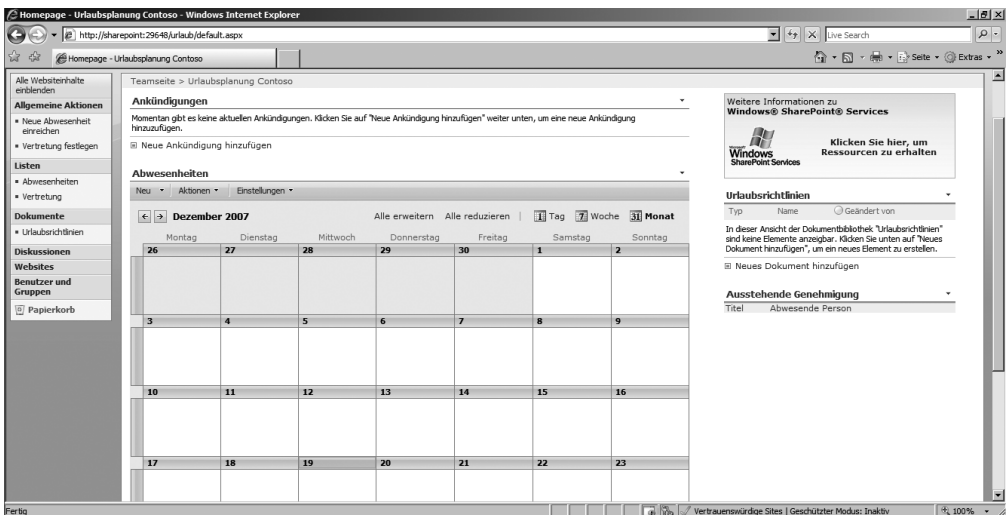 Homepage - Urlaubsplanung Contoso - Windows Internet Explorer
http://sharepoint:29648/urlaub/default.aspx
Live Search
Homepage - Urlaubsplanung Contoso
Seite
Extras
Alle Websiteinhalte
einblenden
Allgemeine Aktionen
Neue Abwesenheit
einreichen
Vertretung festlegen
Listen
Abwesenheiten
Vertretung
Dokumente
Urlaubsrichtlinien
Diskussionen
Websites
Benutzer und
Gruppen
Papierkorb
Teamseite > Urlaubsplanung Contoso
Ankündigungen
Momentan gibt es keine aktuellen Ankündigungen. Klicken Sie auf "Neue Ankündigung hinzufügen" weiter unten, um eine neue Ankündigung
hinzuzufügen.
Neue Ankündigung hinzufügen
Abwesenheiten
Neu Aktionen Einstellungen
Dezember 2007 Alle erweitern Alle reduzieren | 1 Tag 7 Woche 31 Monat
Montag Dienstag Mittwoch Donnerstag Freitag Samstag Sonntag
26 27 28 29 30 1 2
3 4 5 6 7 8 9
10 11 12 13 14 15 16
17 18 19 20 21 22 23
Weitere Informationen zu
Windows® SharePoint® Services
Microsoft
Windows
SharePoint Services
Klicken Sie hier, um
Ressourcen zu erhalten
Urlaubsrichtlinien
Typ Name Geändert von
In dieser Ansicht der Dokumentbibliothek "Urlaubsrichtlinien"
sind keine Elemente anzeigbar. Klicken Sie unten auf "Neues
Dokument hinzufügen", um ein neues Element zu erstellen.
Neues Dokument hinzufügen
Ausstehende Genehmigung
Titel Abwesende Person
Fertig
Vertrauenswürdige Sites | Geschützter Modus: Inaktiv
100%